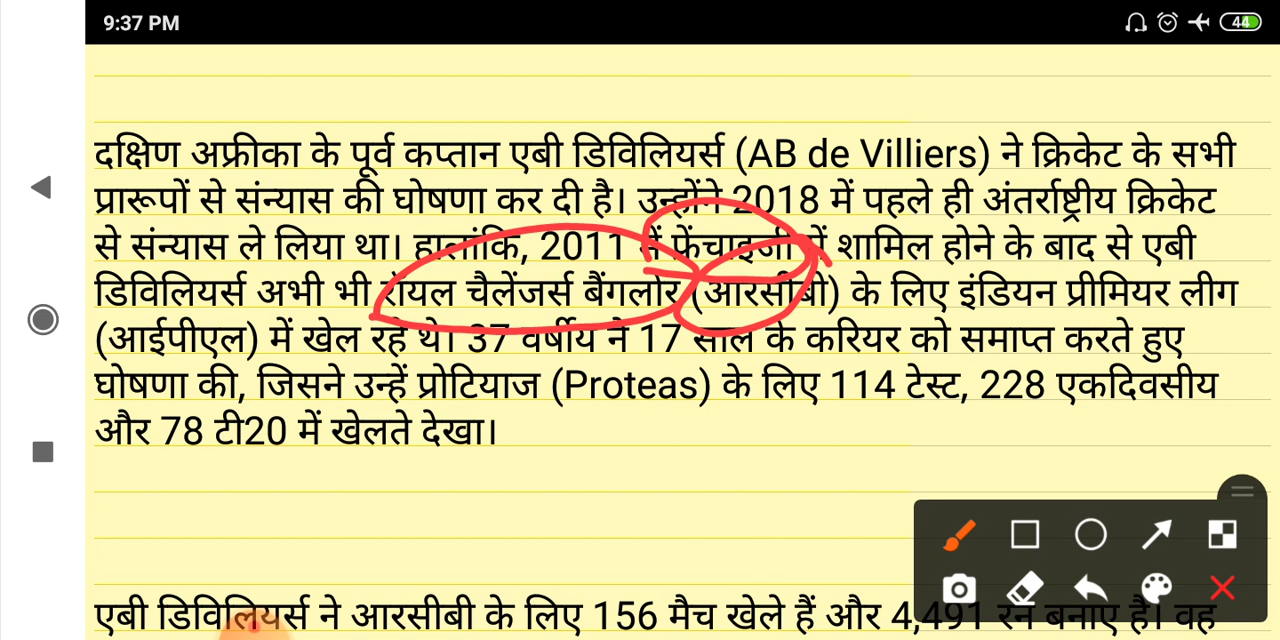 9:37 PM
44
दक्षिण अफ्रीका के पूर्व कप्तान एबी डिविलियर्स (AB de Villiers) ने क्रिकेट के सभी
प्रारूपों से संन्यास की घोषणा कर दी है। उन्होंने 2018 में पहले ही अंतर्राष्ट्रीय क्रिकेट
से संन्यास ले लिया था। हालांकि, 2011 में फ्रेंचाइजी में शामिल होने के बाद से एबी
डिविलियर्स अभी भी रॉयल चैलेंजर्स बैंगलोर (आरसीबी) के लिए इंडियन प्रीमियर लीग
(आईपीएल) में खेल रहे थे। 37 वर्षीय ने 17 साल के करियर को समाप्त करते हुए
घोषणा की, जिसने उन्हें प्रोटियाज (Proteas) के लिए 114 टेस्ट, 228 एकदिवसीय
और 78 टी20 में खेलते देखा।
एबी डिविलियर्स ने आरसीबी के लिए 156 मैच खेले हैं और 4,491 रन बनाए है। वह